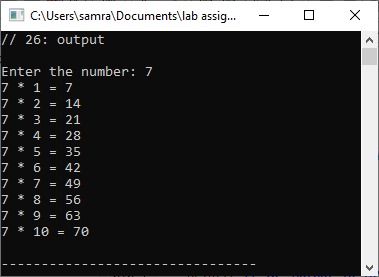 C:\Users\samra\Documents\lab assig...
// 26: output
Enter the number: 7
7 * 1 = 7
7 * 2 = 14
7 * 3 = 21
7 * 4 = 28
7 * 5 = 35
7 * 6 = 42
7 * 7 = 49
7 * 8 = 56
7 * 9 = 63
7 * 10 = 70
--------------------------------